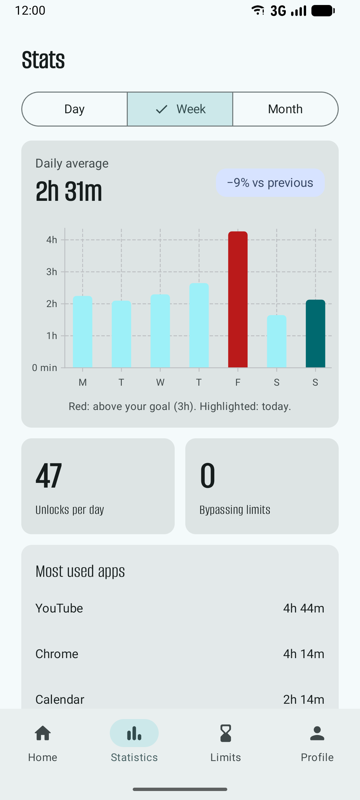 12:00
3G
Stats
Day
Week
Month
Daily average
2h 31m
−9% vs previous
4h
3h
2h
1h
0 min
M T W T F S S
Red: above your goal (3h). Highlighted: today.
47
Unlocks per day
0
Bypassing limits
Most used apps
YouTube 4h 44m
Chrome 4h 14m
Calendar 2h 14m
Home
Statistics
Limits
Profile